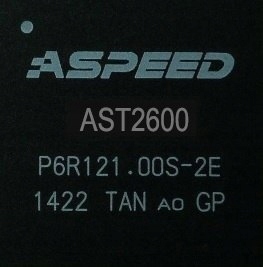 ASPEED
AST2600
P6R121.00S-2E
1422 TAN A0 GP